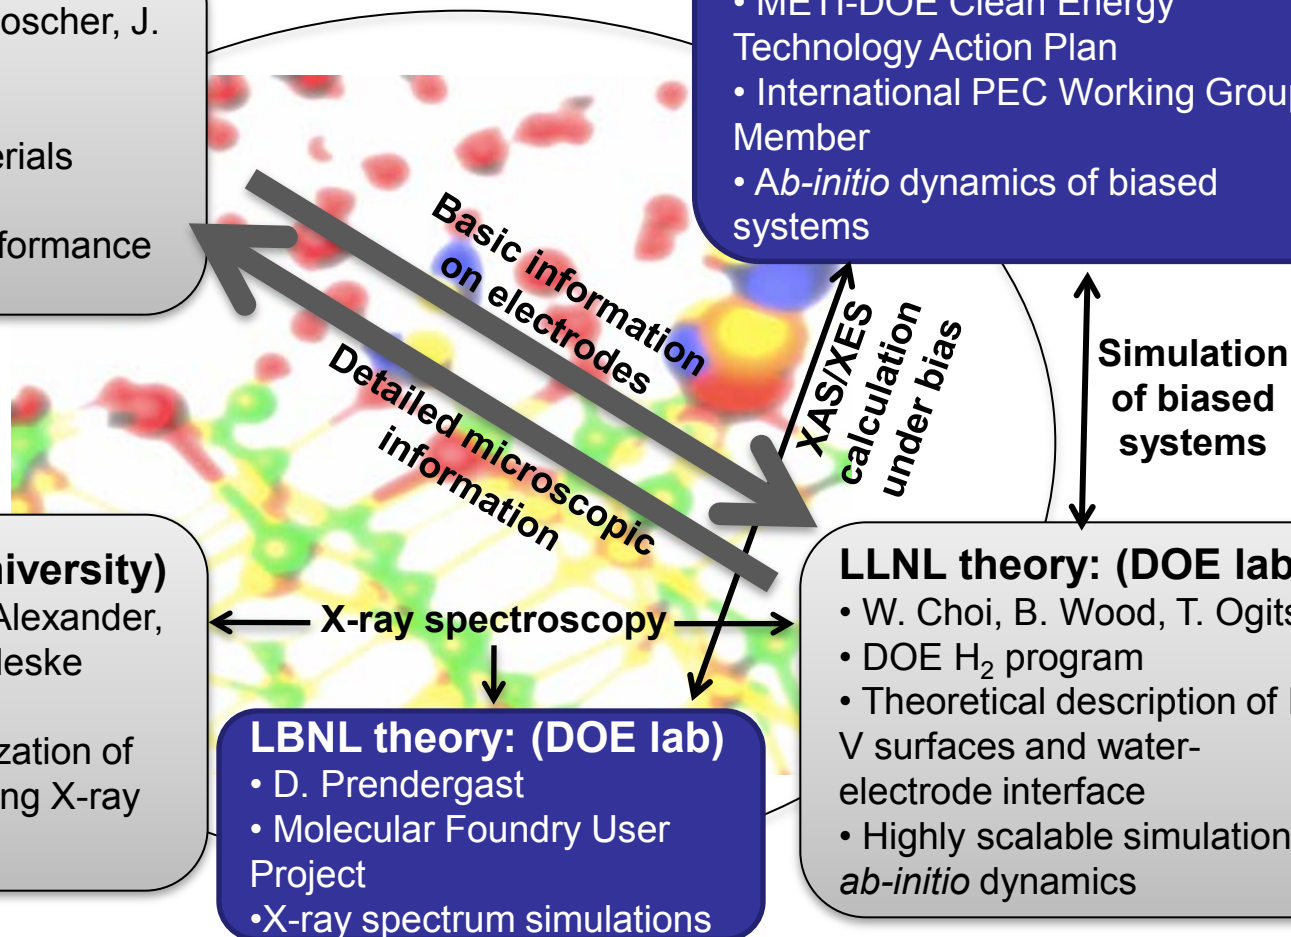 oscher, J.
erials
formance
• METI-DOE Clean Energy
Technology Action Plan
• International PEC Working Grou
Member
• Ab-initio dynamics of biased
systems
Basic information
on electrodes
Detailed microscopic
information
XAS/XES
calculation
under bias
Simulation
of biased
systems
iversity)
Alexander,
eske
zation of
ng X-ray
X-ray spectroscopy
LBNL theory: (DOE lab)
• D. Prendergast
• Molecular Foundry User
Project
•X-ray spectrum simulations
LLNL theory: (DOE lab
• W. Choi, B. Wood, T. Ogits
• DOE H₂ program
• Theoretical description of
V surfaces and water-
electrode interface
• Highly scalable simulation
ab-initio dynamics